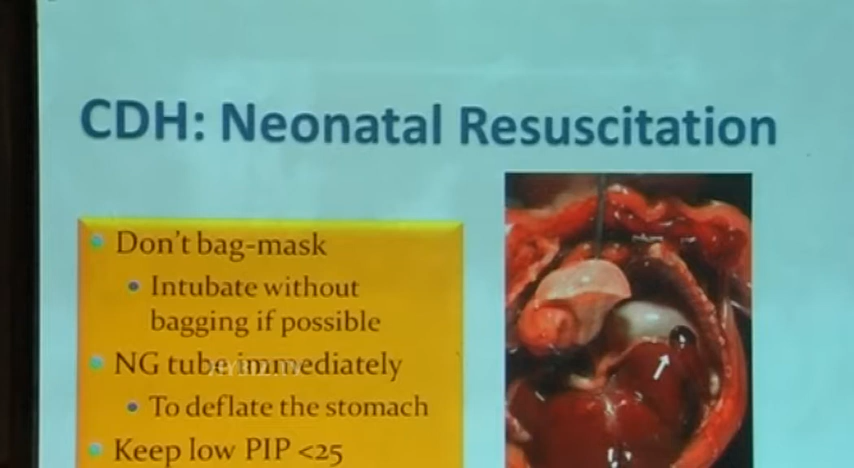 CDH: Neonatal Resuscitation
Don't bag-mask
Intubate without
bagging if possible
NG tube immediately
To deflate the stomach
Keep low PIP <25